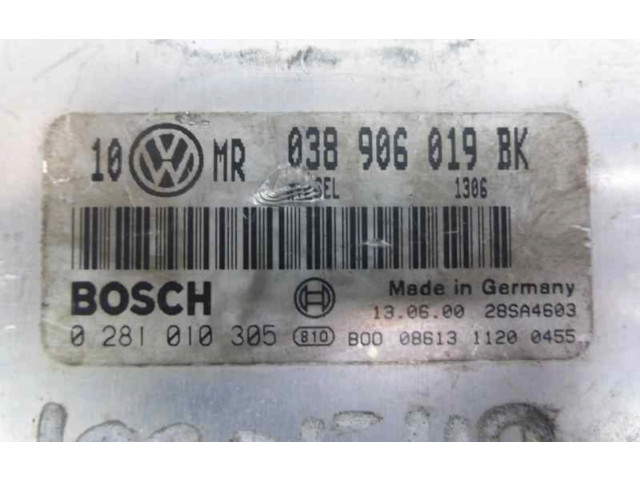 10 VW MR 038 906 019 BK
1306
BOSCH Made in Germany
13.06.00 28SA4603
0 281 010 305 810 B00 08613 1120 0455